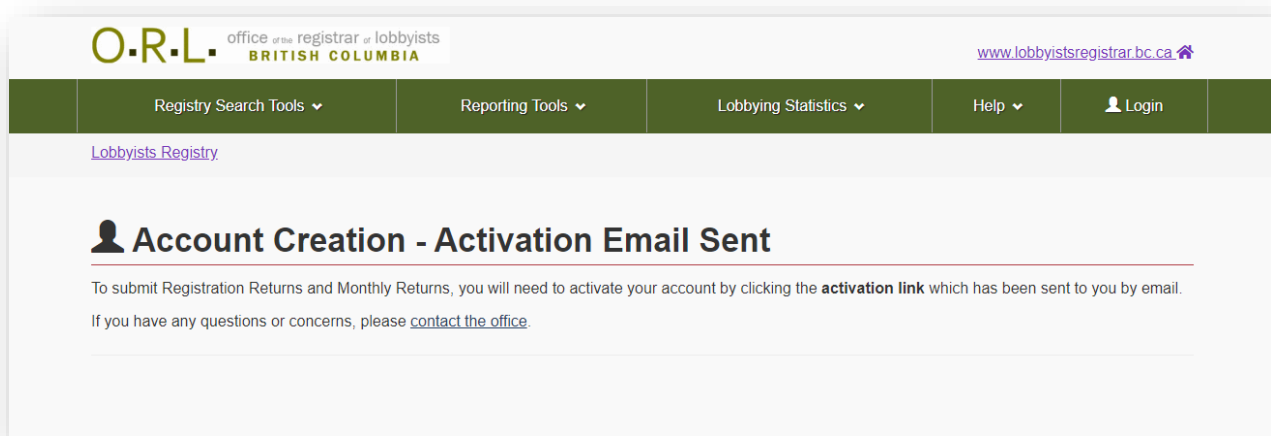 O.R.L. office of the registrar of lobbyists
BRITISH COLUMBIA
www.lobbyistsregistrar.bc.ca
Registry Search Tools Reporting Tools Lobbying Statistics Help Login
Lobbyists Registry
Account Creation - Activation Email Sent
To submit Registration Returns and Monthly Returns, you will need to activate your account by clicking the activation link which has been sent to you by email.
If you have any questions or concerns, please contact the office.